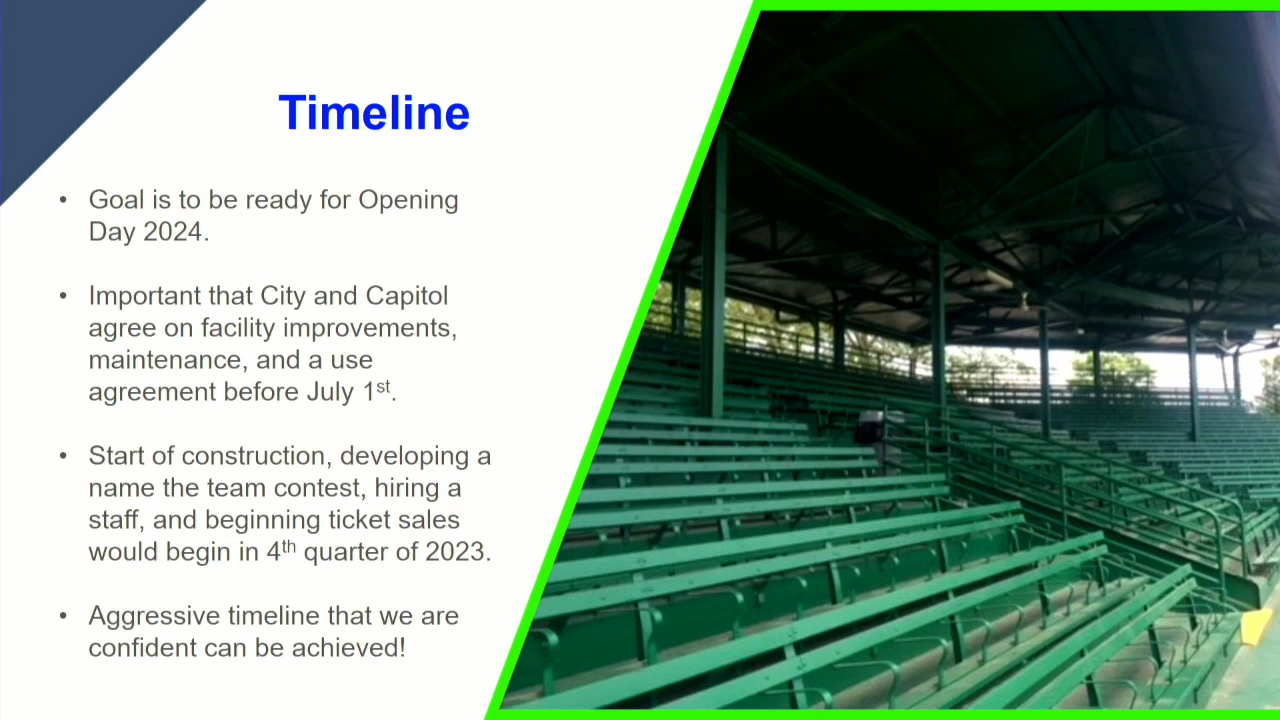 Timeline
• Goal is to be ready for Opening
Day 2024.
• Important that City and Capitol
agree on facility improvements,
maintenance, and a use
agreement before July 1st.
• Start of construction, developing a
name the team contest, hiring a
staff, and beginning ticket sales
would begin in 4th quarter of 2023.
• Aggressive timeline that we are
confident can be achieved!